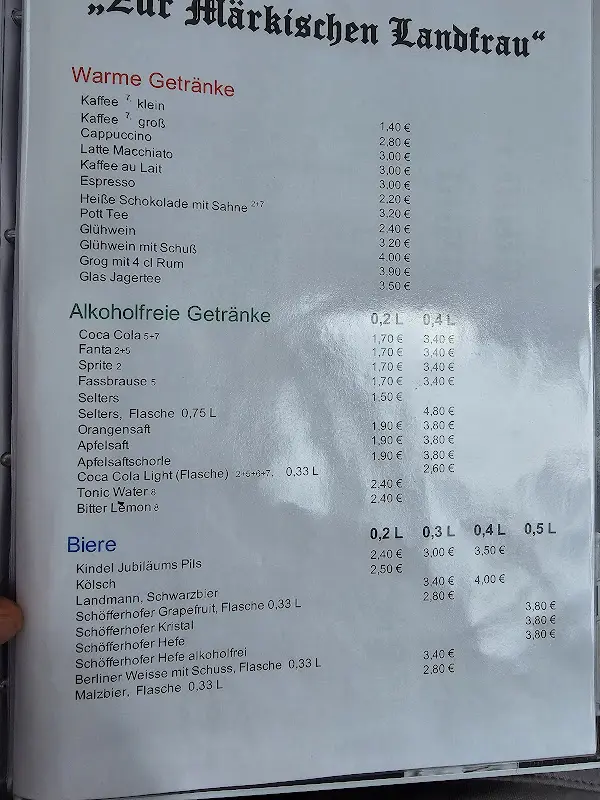 „Zur Märkischen Landfrau“
Warme Getränke
Kaffee 7, klein 1,40 €
Kaffee 7, groß 2,80 €
Cappuccino 3,00 €
Latte Macchiato 3,00 €
Kaffee au Lait 3,00 €
Espresso 2,20 €
Heiße Schokolade mit Sahne 2+7 3,20 €
Pott Tee 2,40 €
Glühwein 3,20 €
Glühwein mit Schuß 4,00 €
Grog mit 4 cl Rum 3,90 €
Glas Jagertee 3,50 €
Alkoholfreie Getränke 0,2 L 0,4 L
Coca Cola 5+7 1,70 € 3,40 €
Fanta 2+5 1,70 € 3,40 €
Sprite 2 1,70 € 3,40 €
Fassbrause 5 1,70 € 3,40 €
Selters 1,50 €
Selters, Flasche 0,75 L 4,80 €
Orangensaft 1,90 € 3,80 €
Apfelsaft 1,90 € 3,80 €
Apfelsaftschorle 1,90 € 3,80 €
Coca Cola Light (Flasche) 2+5+6+7, 0,33 L 2,60 €
Tonic Water 8 2,40 €
Bitter Lemon 8 2,40 €
Biere 0,2 L 0,3 L 0,4 L 0,5 L
Kindel Jubiläums Pils 2,40 € 3,00 € 3,50 €
Kölsch 2,50 €
Landmann, Schwarzbier 3,40 € 4,00 €
Schöfferhofer Grapefruit, Flasche 0,33 L 2,80 €
Schöfferhofer Kristal 3,80 €
Schöfferhofer Hefe 3,80 €
Schöfferhofer Hefe alkoholfrei 3,80 €
Berliner Weisse mit Schuss, Flasche 0,33 L 3,40 €
Malzbier, Flasche 0,33 L 2,80 €